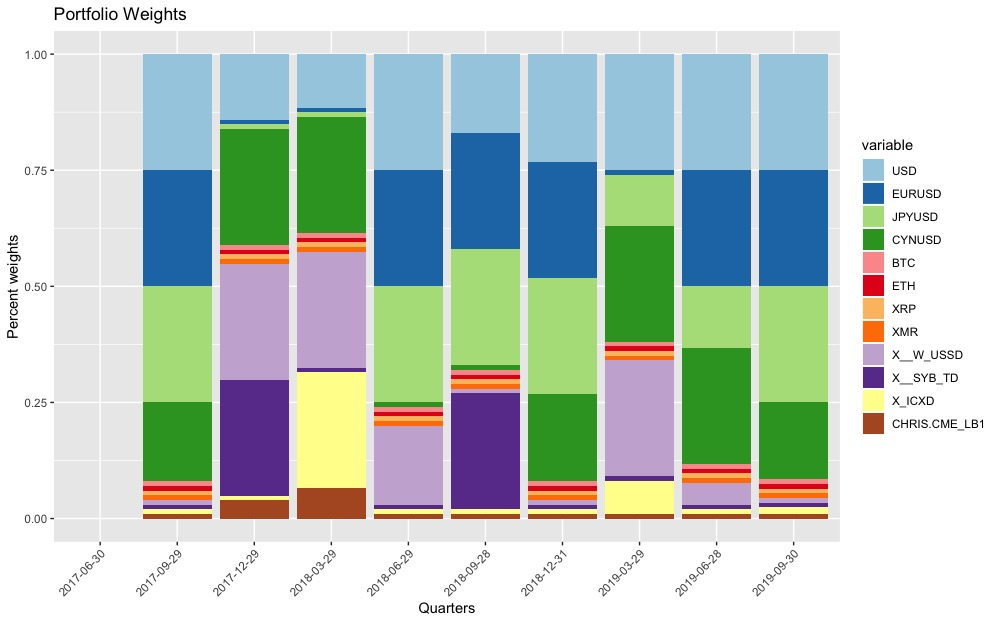 Portfolio Weights
Percent weights
1.00
0.75
0.50
0.25
0.00
2017-06-30
2017-09-29
2017-12-29
2018-03-29
2018-06-29
2018-09-28
2018-12-31
2019-03-29
2019-06-28
2019-09-30
Quarters
variable
USD
EURUSD
JPYUSD
CYNUSD
BTC
ETH
XRP
XMR
X__W_USSD
X__SYB_TD
X_ICXD
CHRIS.CME_LB1